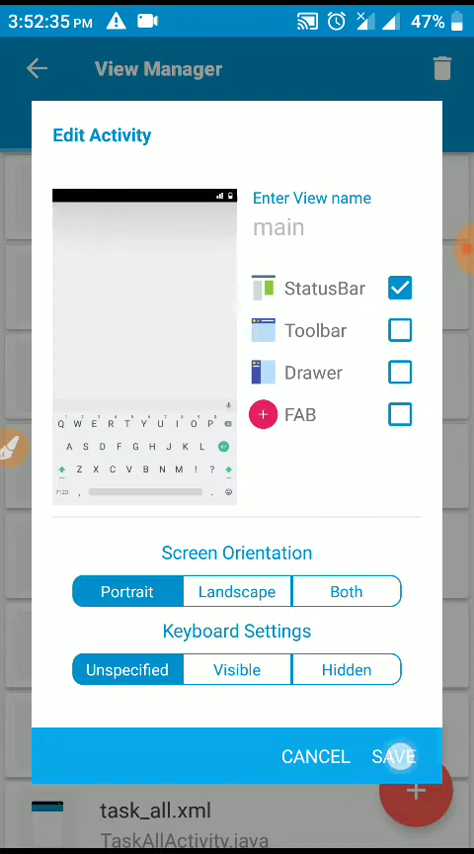 3:52:35 PM 47%
View Manager
Edit Activity
Enter View name
main
StatusBar
Toolbar
Drawer
FAB
Q W E R T Y U I O P
A S D F G H J K L
Z X C V B N M ! ?
?123 , .
Screen Orientation
Portrait Landscape Both
Keyboard Settings
Unspecified Visible Hidden
CANCEL SAVE
task_all.xml
TaskAllActivity.java